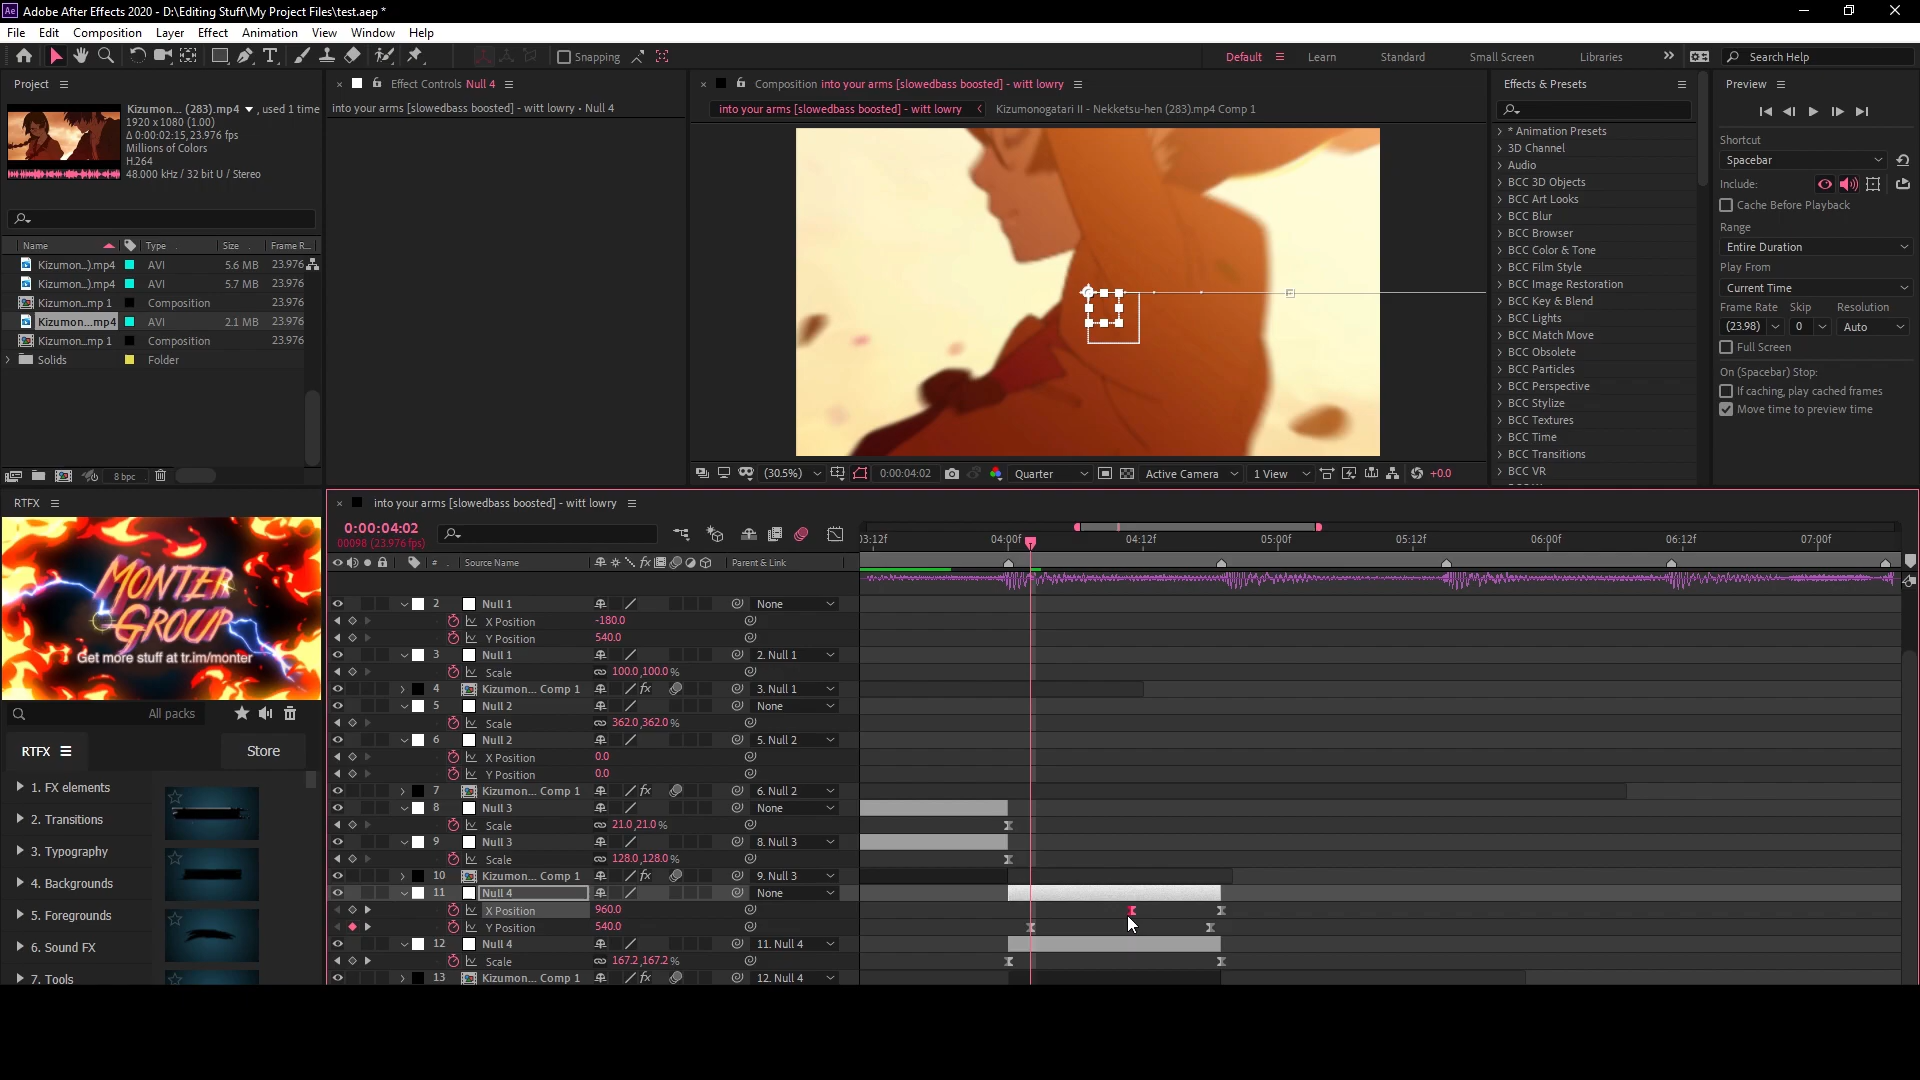 Ae Adobe After Effects 2020 - D:\Editing Stuff\My Project Files\test.aep *
File Edit Composition Layer Effect Animation View Window Help
Snapping
Default Learn Standard Small Screen Libraries Search Help
Project
Kizumon... (283).mp4 , used 1 time
1920 x 1080 (1.00)
Δ 0:00:02:15, 23.976 fps
Millions of Colors
H.264
48.000 kHz / 32 bit U / Stereo
Name Type Size Frame R...
Kizumon...).mp4 AVI 5.6 MB 23.976
Kizumon...).mp4 AVI 5.7 MB 23.976
Kizumon...mp 1 Composition 23.976
Kizumon...mp4 AVI 2.1 MB 23.976
Kizumon...mp 1 Composition 23.976
Solids Folder
8 bpc
Effect Controls Null 4
into your arms [slowedbass boosted] - witt lowry • Null 4
Composition into your arms [slowedbass boosted] - witt lowry
into your arms [slowedbass boosted] - witt lowry Kizumonogatari II - Nekketsu-hen (283).mp4 Comp 1
(30.5%) 0:00:04:02 Quarter Active Camera 1 View +0.0
Effects & Presets
* Animation Presets
3D Channel
Audio
BCC 3D Objects
BCC Art Looks
BCC Blur
BCC Browser
BCC Color & Tone
BCC Film Style
BCC Image Restoration
BCC Key & Blend
BCC Lights
BCC Match Move
BCC Obsolete
BCC Particles
BCC Perspective
BCC Stylize
BCC Textures
BCC Time
BCC Transitions
BCC VR
Preview
Shortcut
Spacebar
Include:
Cache Before Playback
Range
Entire Duration
Play From
Current Time
Frame Rate Skip Resolution
(23.98) 0 Auto
Full Screen
On (Spacebar) Stop:
If caching, play cached frames
Move time to preview time
RTFX
MONTER
GROUP
Get more stuff at tr.im/monter
All packs
RTFX Store
1. FX elements
2. Transitions
3. Typography
4. Backgrounds
5. Foregrounds
6. Sound FX
7. Tools
into your arms [slowedbass boosted] - witt lowry
0:00:04:02
00098 (23.976 fps)
03:12f 04:00f 04:12f 05:00f 05:12f 06:00f 06:12f 07:00f
# Source Name fx Parent & Link
2 Null 1 None
X Position -180.0
Y Position 540.0
3 Null 1 2. Null 1
Scale 100.0,100.0 %
4 Kizumon... Comp 1 fx 3. Null 1
5 Null 2 None
Scale 362.0,362.0 %
6 Null 2 5. Null 2
X Position 0.0
Y Position 0.0
7 Kizumon... Comp 1 fx 6. Null 2
8 Null 3 None
Scale 21.0,21.0 %
9 Null 3 8. Null 3
Scale 128.0,128.0 %
10 Kizumon... Comp 1 fx 9. Null 3
11 Null 4 None
X Position 960.0
Y Position 540.0
12 Null 4 11. Null 4
Scale 167.2,167.2 %
13 Kizumon... Comp 1 fx 12. Null 4